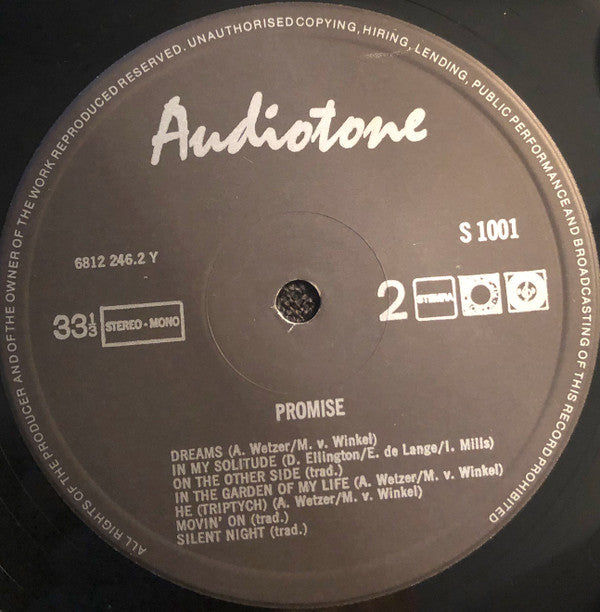 ALL RIGHTS OF THE PRODUCER AND OF THE OWNER OF THE WORK REPRODUCED RESERVED. UNAUTHORISED COPYING, HIRING, LENDING, PUBLIC PERFORMANCE AND BROADCASTING OF THIS RECORD PROHIBITED
Audiotone
S 1001
6812 246.2 Y
33⅓ STEREO-MONO
2 STEMRA
PROMISE
DREAMS (A. Wetzer/M. v. Winkel)
IN MY SOLITUDE (D. Ellington/E. de Lange/I. Mills)
ON THE OTHER SIDE (trad.)
IN THE GARDEN OF MY LIFE (A. Wetzer/M. v. Winkel)
HE (TRIPTYCH) (A. Wetzer/M. v. Winkel)
MOVIN' ON (trad.)
SILENT NIGHT (trad.)